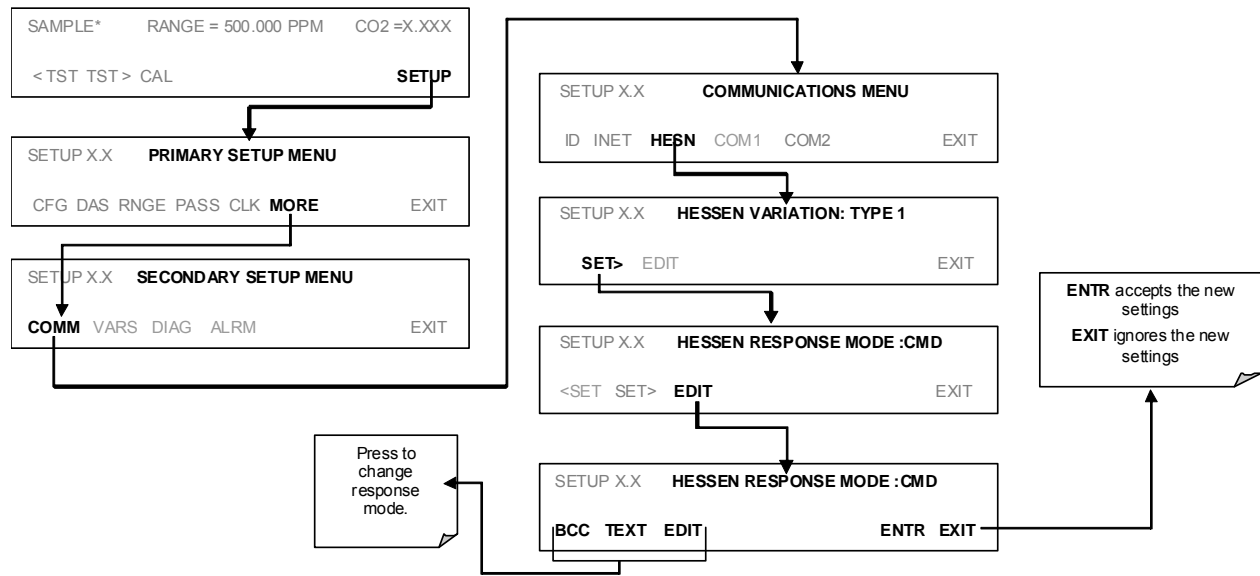 SAMPLE* RANGE = 500.000 PPM CO2 =X.XXX
< TST TST > CAL SETUP
SETUP X.X PRIMARY SETUP MENU
CFG DAS RNGE PASS CLK MORE EXIT
SETUP X.X SECONDARY SETUP MENU
COMM VARS DIAG ALRM EXIT
SETUP X.X COMMUNICATIONS MENU
ID INET HESN COM1 COM2 EXIT
SETUP X.X HESSEN VARIATION: TYPE 1
SET> EDIT EXIT
SETUP X.X HESSEN RESPONSE MODE :CMD
<SET SET> EDIT EXIT
SETUP X.X HESSEN RESPONSE MODE :CMD
BCC TEXT EDIT ENTR EXIT
Press to
change
response
mode.
ENTR accepts the new
settings
EXIT ignores the new
settings